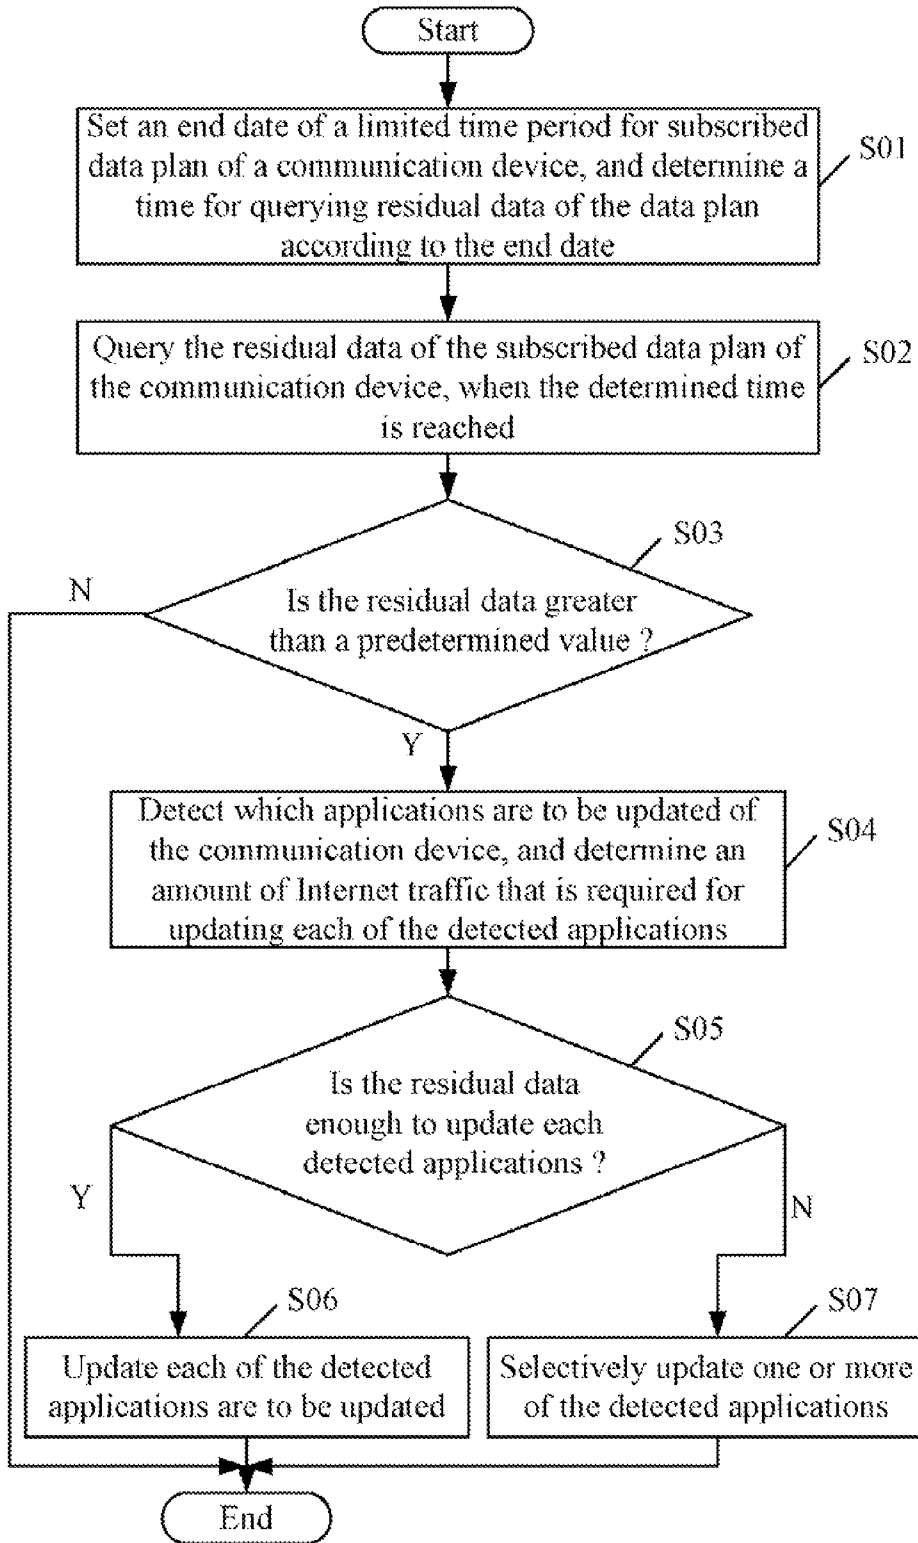 Start
Set an end date of a limited time period for subscribed
data plan of a communication device, and determine a
time for querying residual data of the data plan
according to the end date
S01
Query the residual data of the subscribed data plan of
the communication device, when the determined time
is reached
S02
S03
N
Is the residual data greater
than a predetermined value ?
Y
Detect which applications are to be updated of
the communication device, and determine an
amount of Internet traffic that is required for
updating each of the detected applications
S04
S05
Is the residual data
enough to update each
detected applications ?
Y
N
S06
S07
Update each of the detected
applications are to be updated
Selectively update one or more
of the detected applications
End